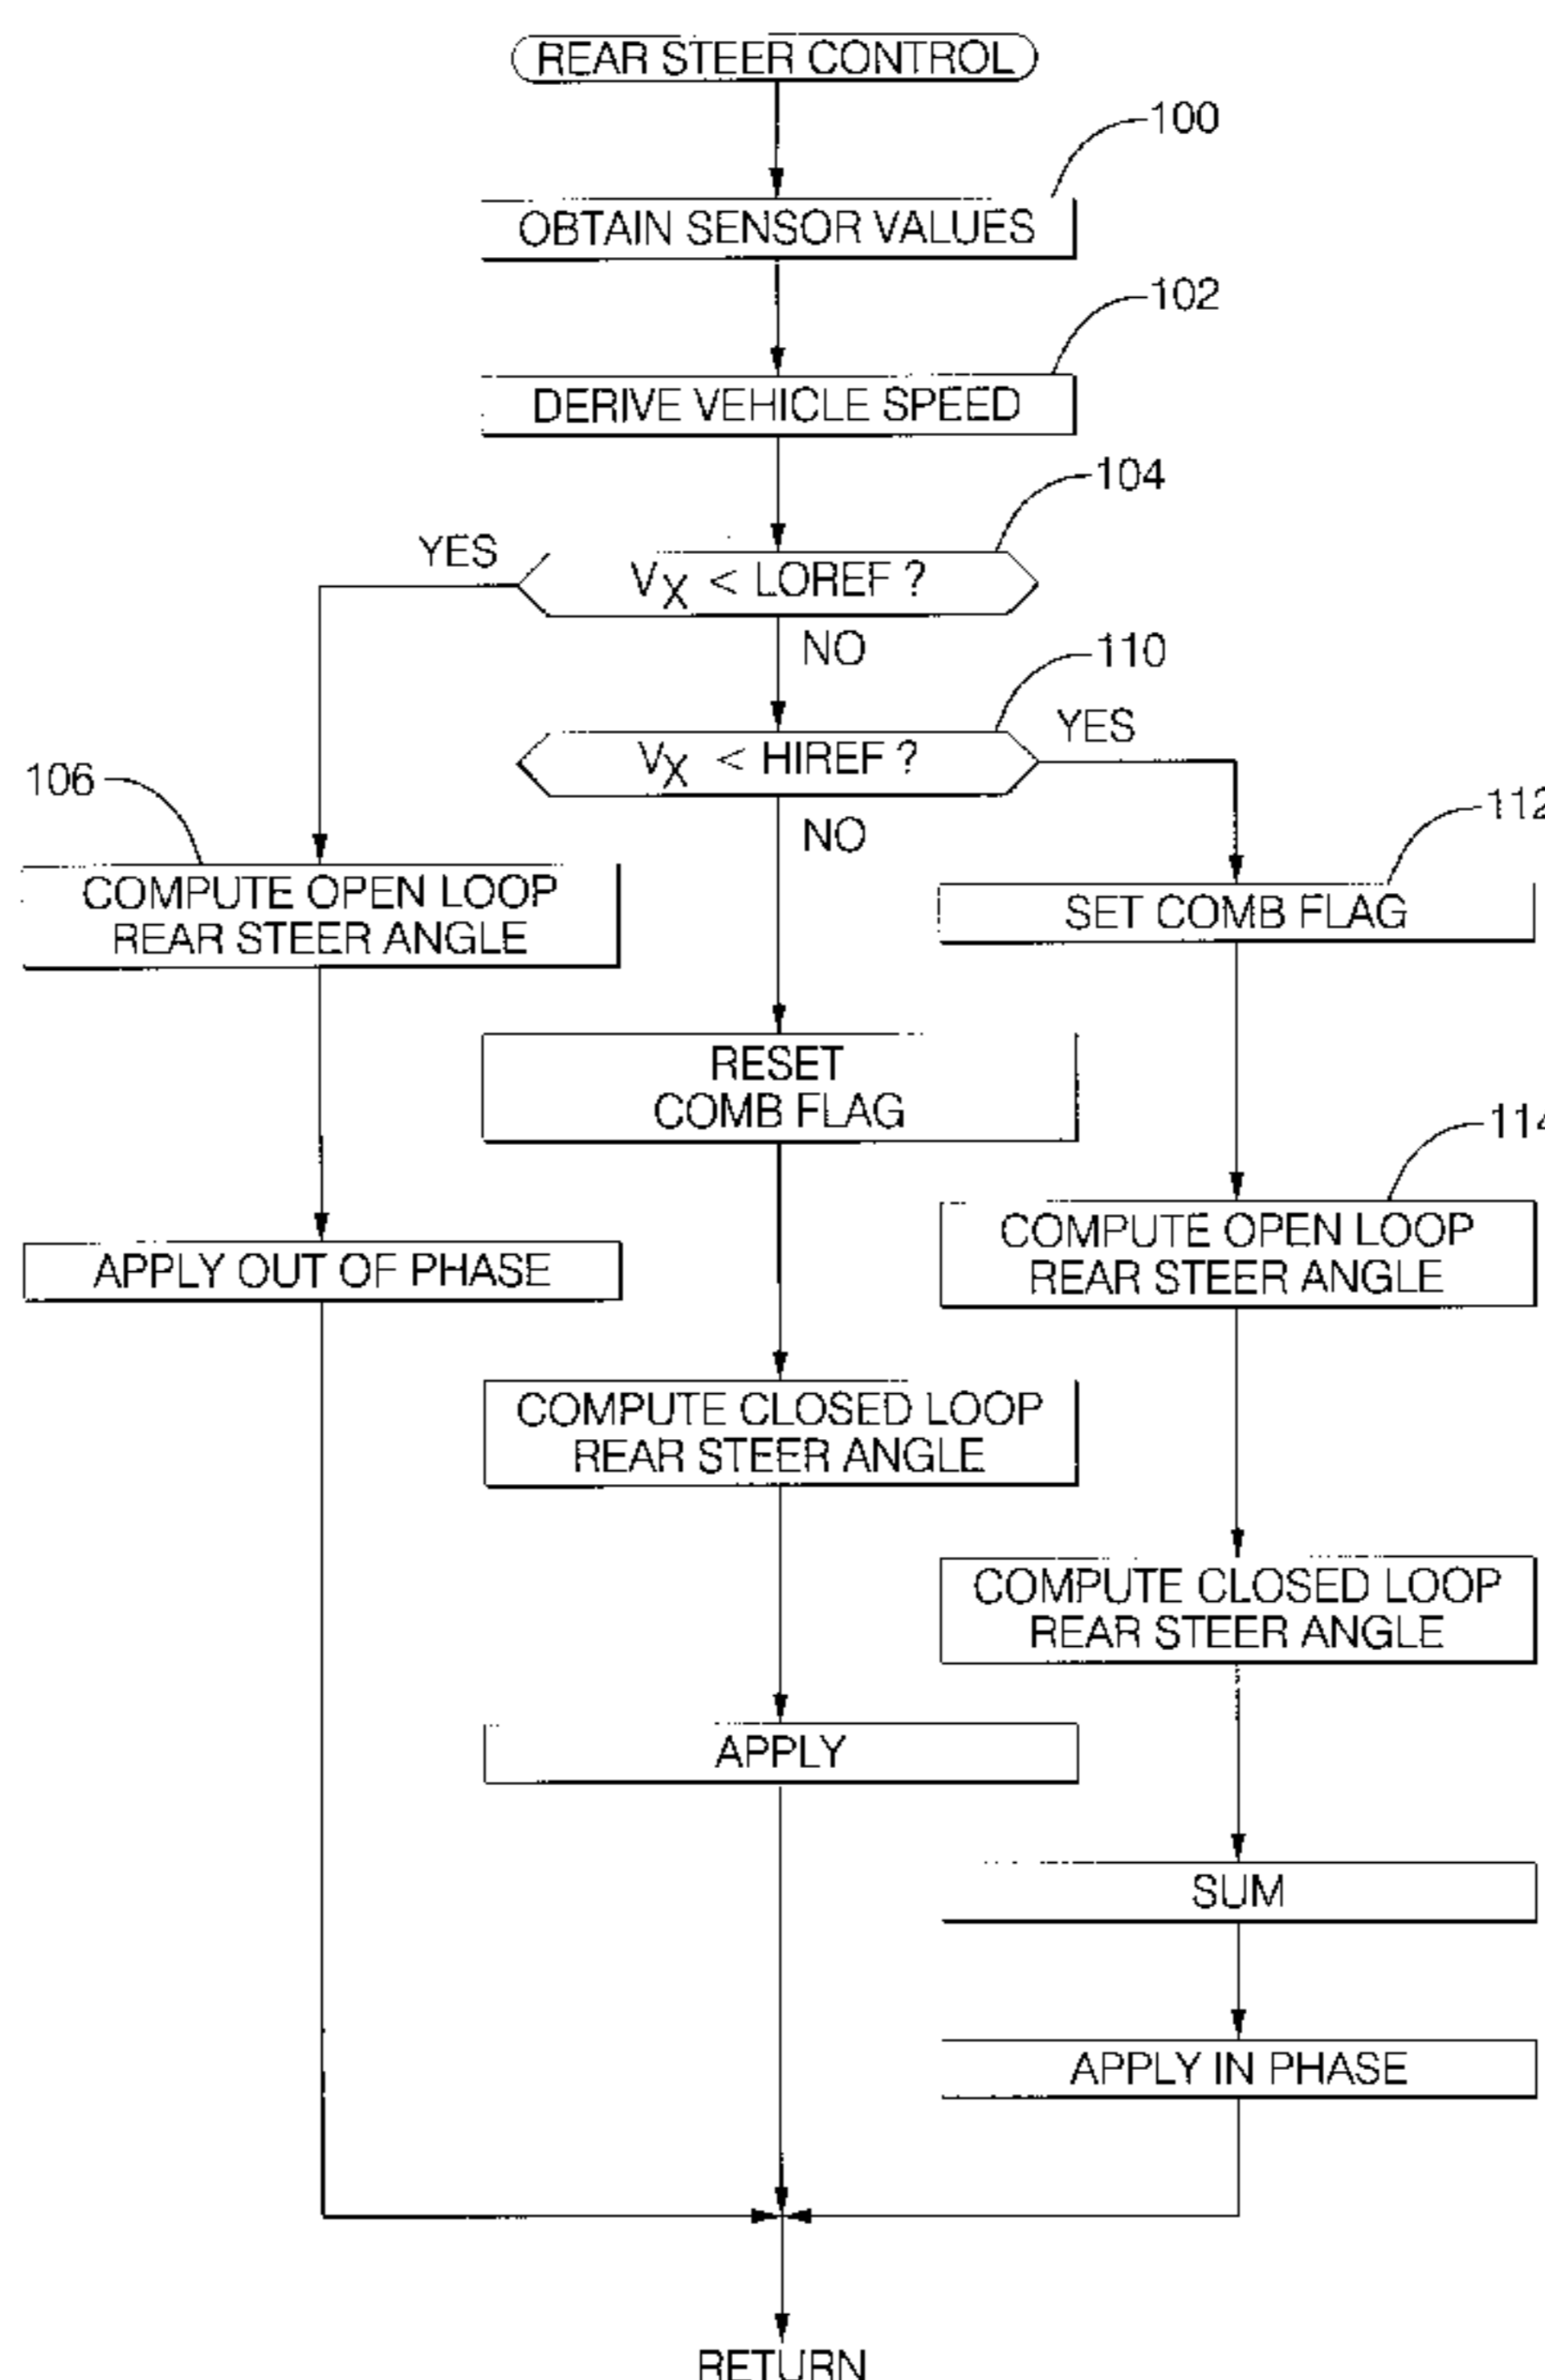 REAR STEER CONTROL
100
OBTAIN SENSOR VALUES
102
DERIVE VEHICLE SPEED
104
YES
VX < LOREF ?
NO
110
YES
VX < HIREF ?
106
NO
112
COMPUTE OPEN LOOP
REAR STEER ANGLE
SET COMB FLAG
RESET
COMB FLAG
114
COMPUTE OPEN LOOP
REAR STEER ANGLE
APPLY OUT OF PHASE
COMPUTE CLOSED LOOP
REAR STEER ANGLE
COMPUTE CLOSED LOOP
REAR STEER ANGLE
APPLY
SUM
APPLY IN PHASE
RETURN